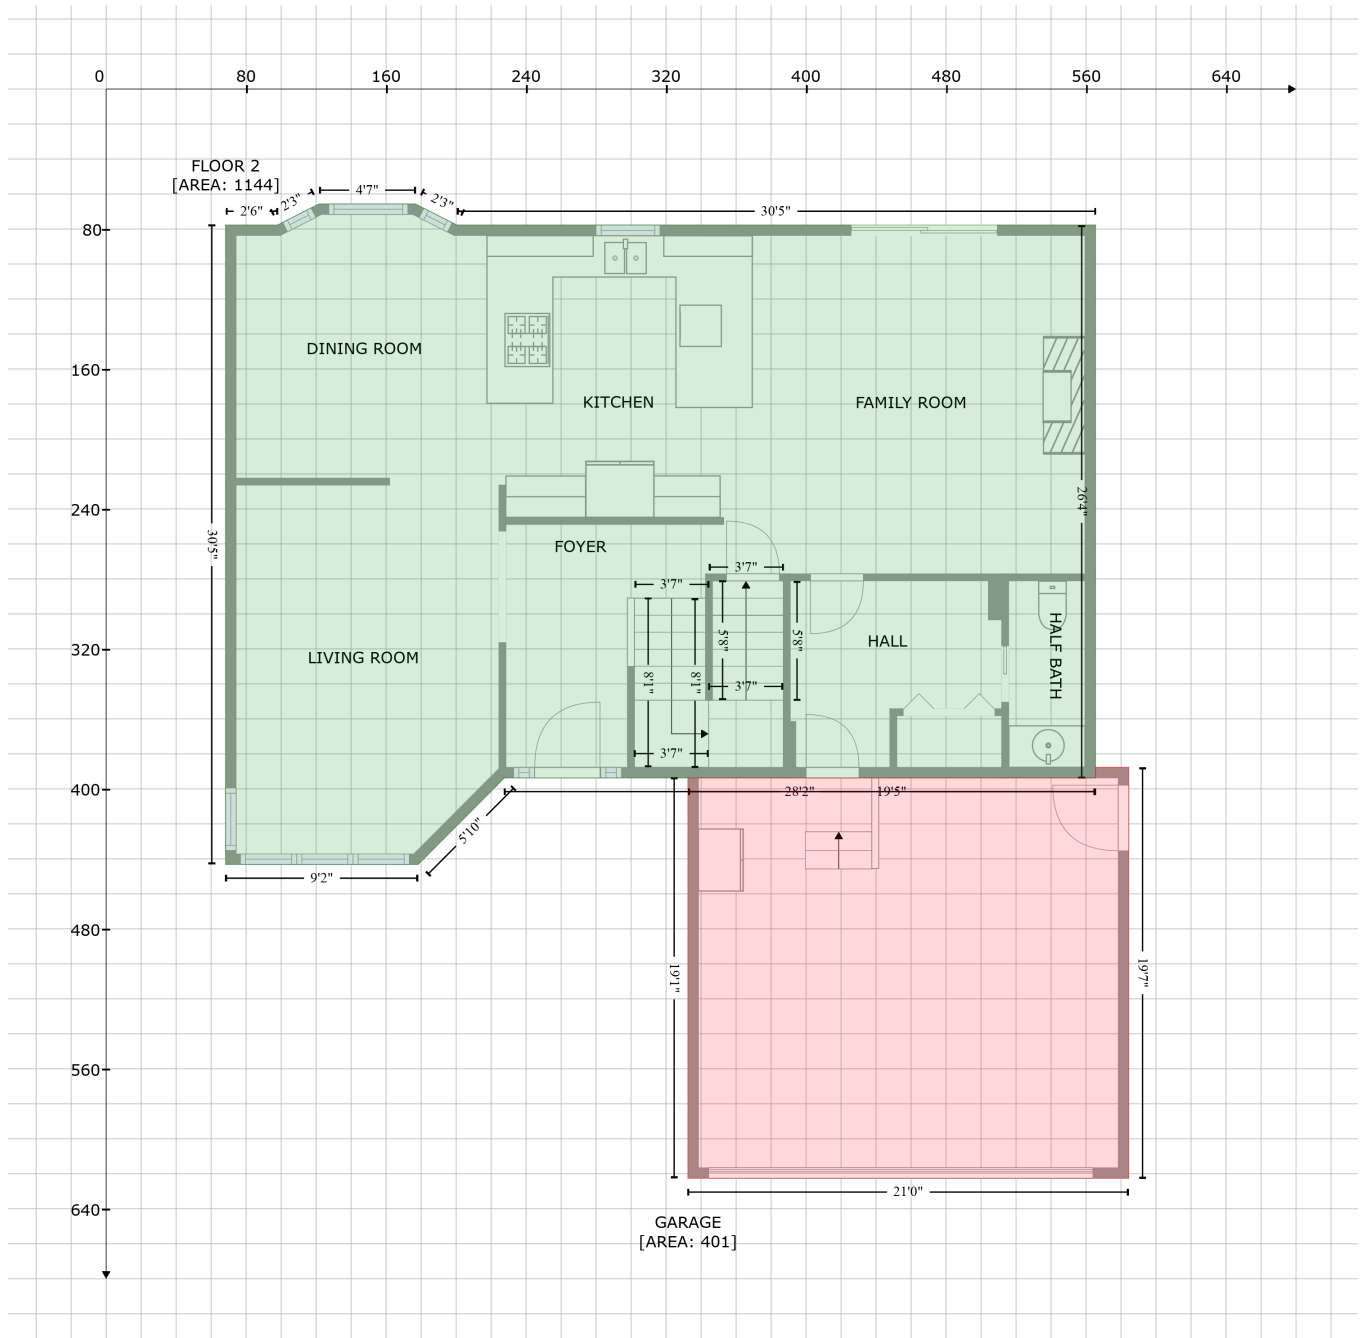 0 80 160 240 320 400 480 560 640
FLOOR 2
[AREA: 1144]
2'6" 2'3" 4'7" 2'3" 30'5"
80
160
240
320
400
480
560
640
DINING ROOM
KITCHEN
FAMILY ROOM
30'5"
26'4"
FOYER
3'7"
3'7"
5'8"
5'8"
HALL
HALF BATH
LIVING ROOM
8'1"
8'1"
3'7"
3'7"
28'2" 19'5"
5'10"
9'2"
19'1"
19'7"
21'0"
GARAGE
[AREA: 401]